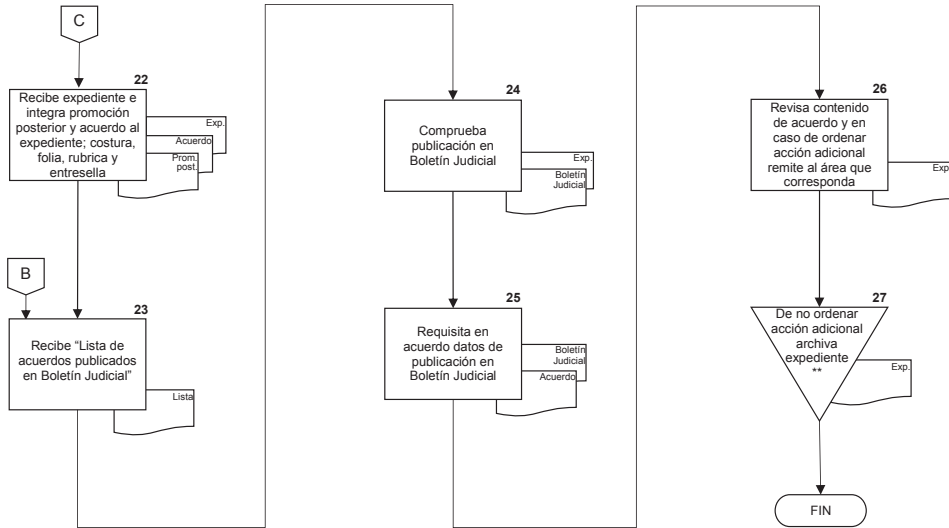 C
22
Recibe expediente e
integra promoción
posterior y acuerdo al
expediente; costura,
folia, rubrica y
entresella
Exp.
Acuerdo
Prom.
post.
B
23
Recibe “Lista de
acuerdos publicados
en Boletín Judicial”
Lista
24
Comprueba
publicación en
Boletín Judicial
Exp.
Boletín
Judicial
25
Requisita en
acuerdo datos de
publicación en
Boletín Judicial
Boletín
Judicial
Acuerdo
26
Revisa contenido
de acuerdo y en
caso de ordenar
acción adicional
remite al área que
corresponda
Exp
27
De no ordenar
acción adicional
archiva
expediente
**
Exp.
FIN